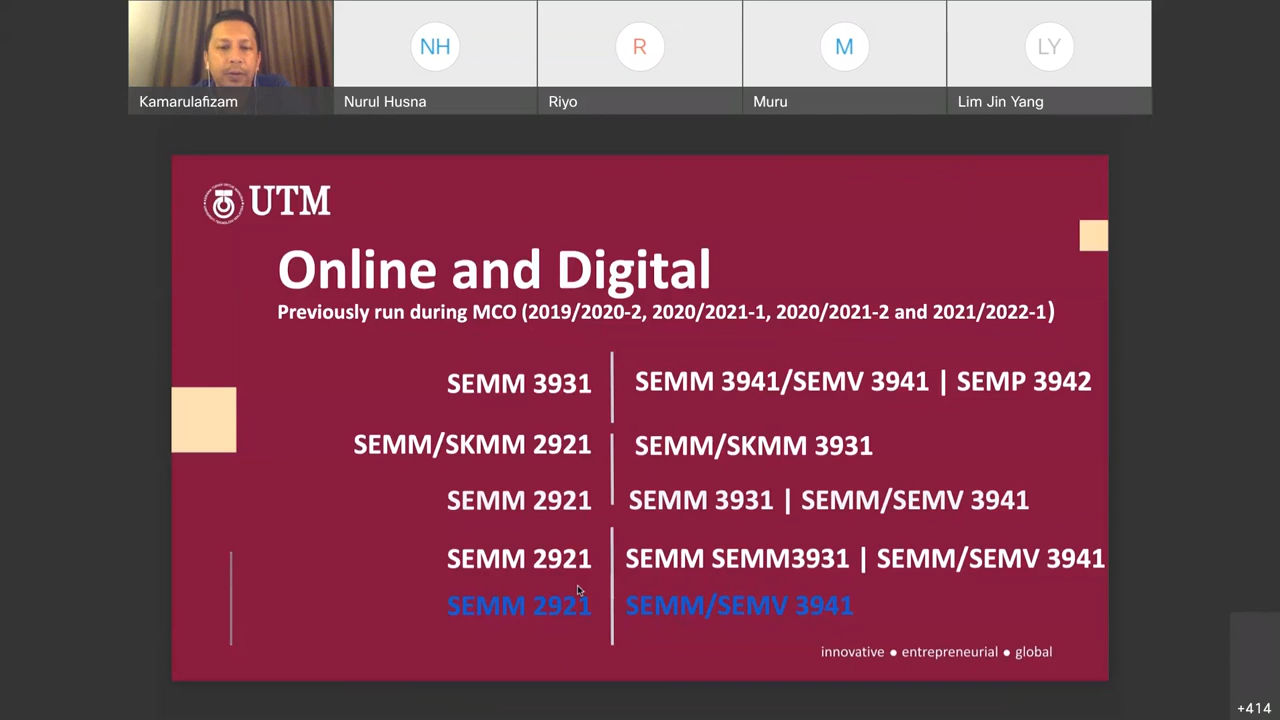 NH
R
M
LY
Kamarulafizam
Nurul Husna
Riyo
Muru
Lim Jin Yang
UTM
Online and Digital
Previously run during MCO (2019/2020-2, 2020/2021-1, 2020/2021-2 and 2021/2022-1)
SEMM 3931 | SEMM 3941/SEMV 3941 | SEMP 3942
SEMM/SKMM 2921 | SEMM/SKMM 3931
SEMM 2921 | SEMM 3931 | SEMM/SEMV 3941
SEMM 2921 | SEMM SEMM3931 | SEMM/SEMV 3941
SEMM 2921 | SEMM/SEMV 3941
innovative ● entrepreneurial ● global
+414